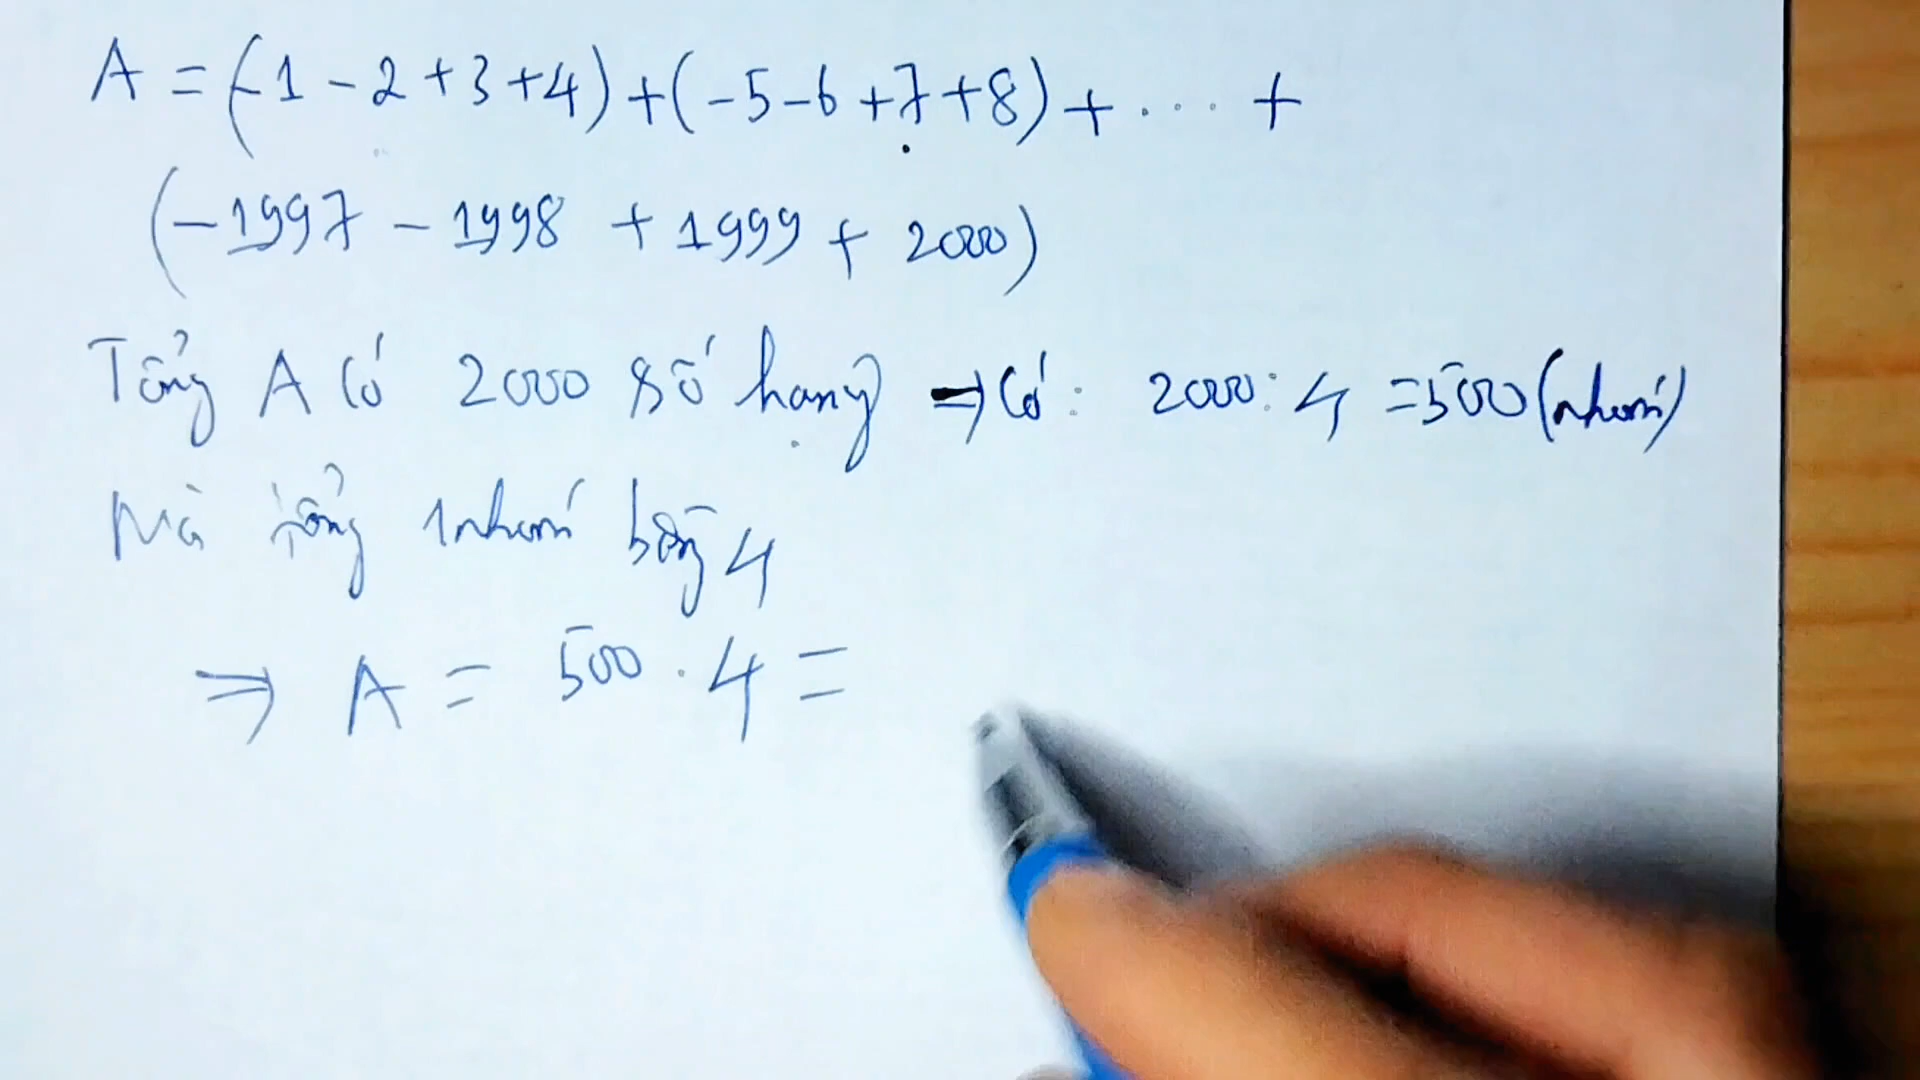 A = (-1 - 2 + 3 + 4) + (-5 - 6 + 7 + 8) + .... +
(-1997 - 1998 + 1999 + 2000)
Tổng A Có 2000 số hạng => Có: 2000 : 4 = 500 (nhóm)
Mà tổng 1 nhóm bằng 4
=> A = 500 . 4 =